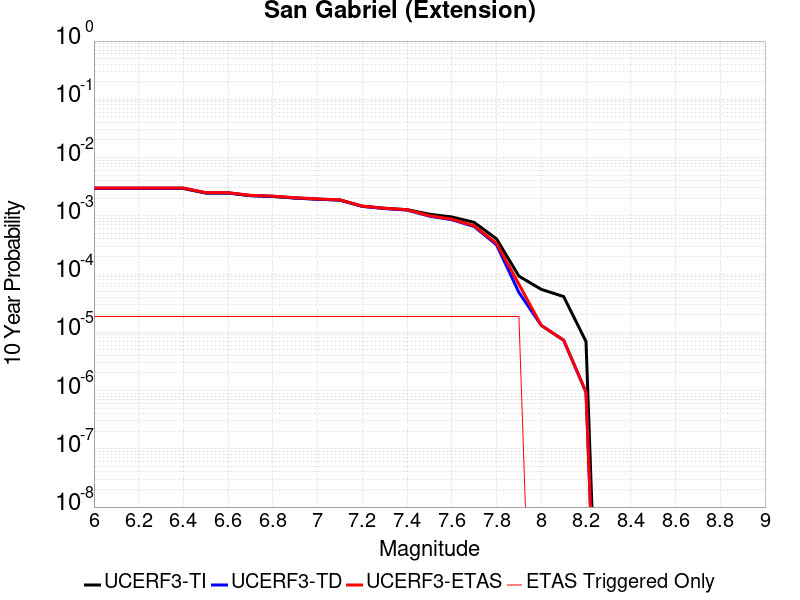 San Gabriel (Extension)
10^0
10^-1
10^-2
10^-3
10^-4
10^-5
10^-6
10^-7
10^-8
10 Year Probability
6 6.2 6.4 6.6 6.8 7 7.2 7.4 7.6 7.8 8 8.2 8.4 8.6 8.8 9
Magnitude
UCERF3-TI UCERF3-TD UCERF3-ETAS ETAS Triggered Only